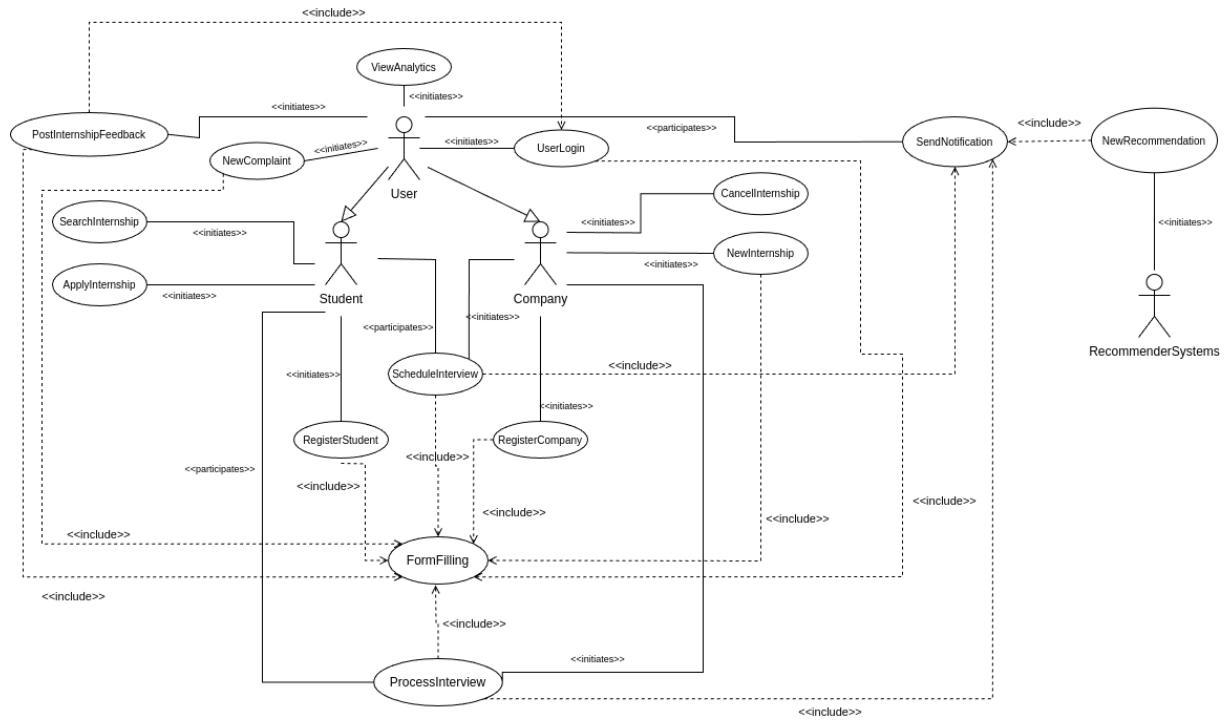 <<include>>
ViewAnalytics
<<initiates>>
<<initiates>>
PostInternshipFeedback
<<initiates>>
NewComplaint
<<initiates>>
UserLogin
<<participates>>
SendNotification
<<include>>
NewRecommendation
User
CancelInternship
<<initiates>>
SearchInternship
<<initiates>>
NewInternship
<<initiates>>
<<initiates>>
ApplyInternship
<<initiates>>
Student
Company
<<participates>>
<<initiates>>
RecommenderSystems
ScheduleInterview
<<include>>
<<initiates>>
<<initiates>>
RegisterStudent
RegisterCompany
<<participates>>
<<include>>
<<include>>
<<include>>
<<include>>
<<include>>
<<include>>
FormFilling
<<include>>
<<include>>
<<initiates>>
ProcessInterview
<<include>>